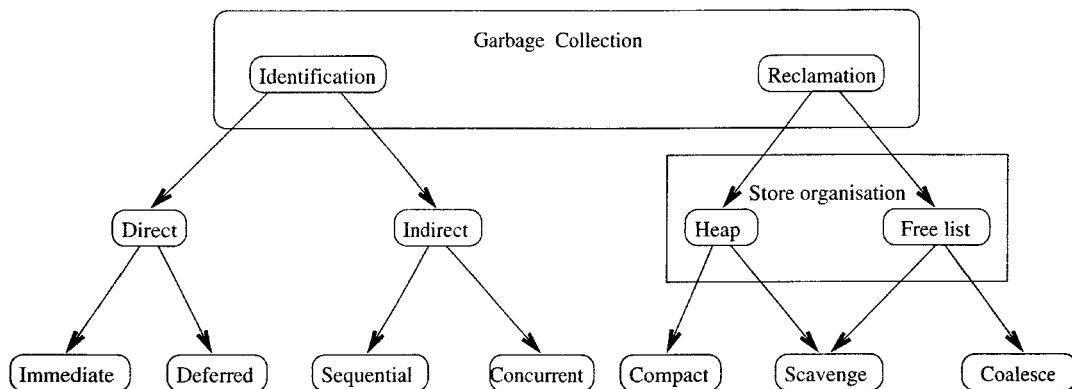 Garbage Collection
Identification
Reclamation
Store organisation
Direct
Indirect
Heap
Free list
Immediate
Deferred
Sequential
Concurrent
Compact
Scavenge
Coalesce